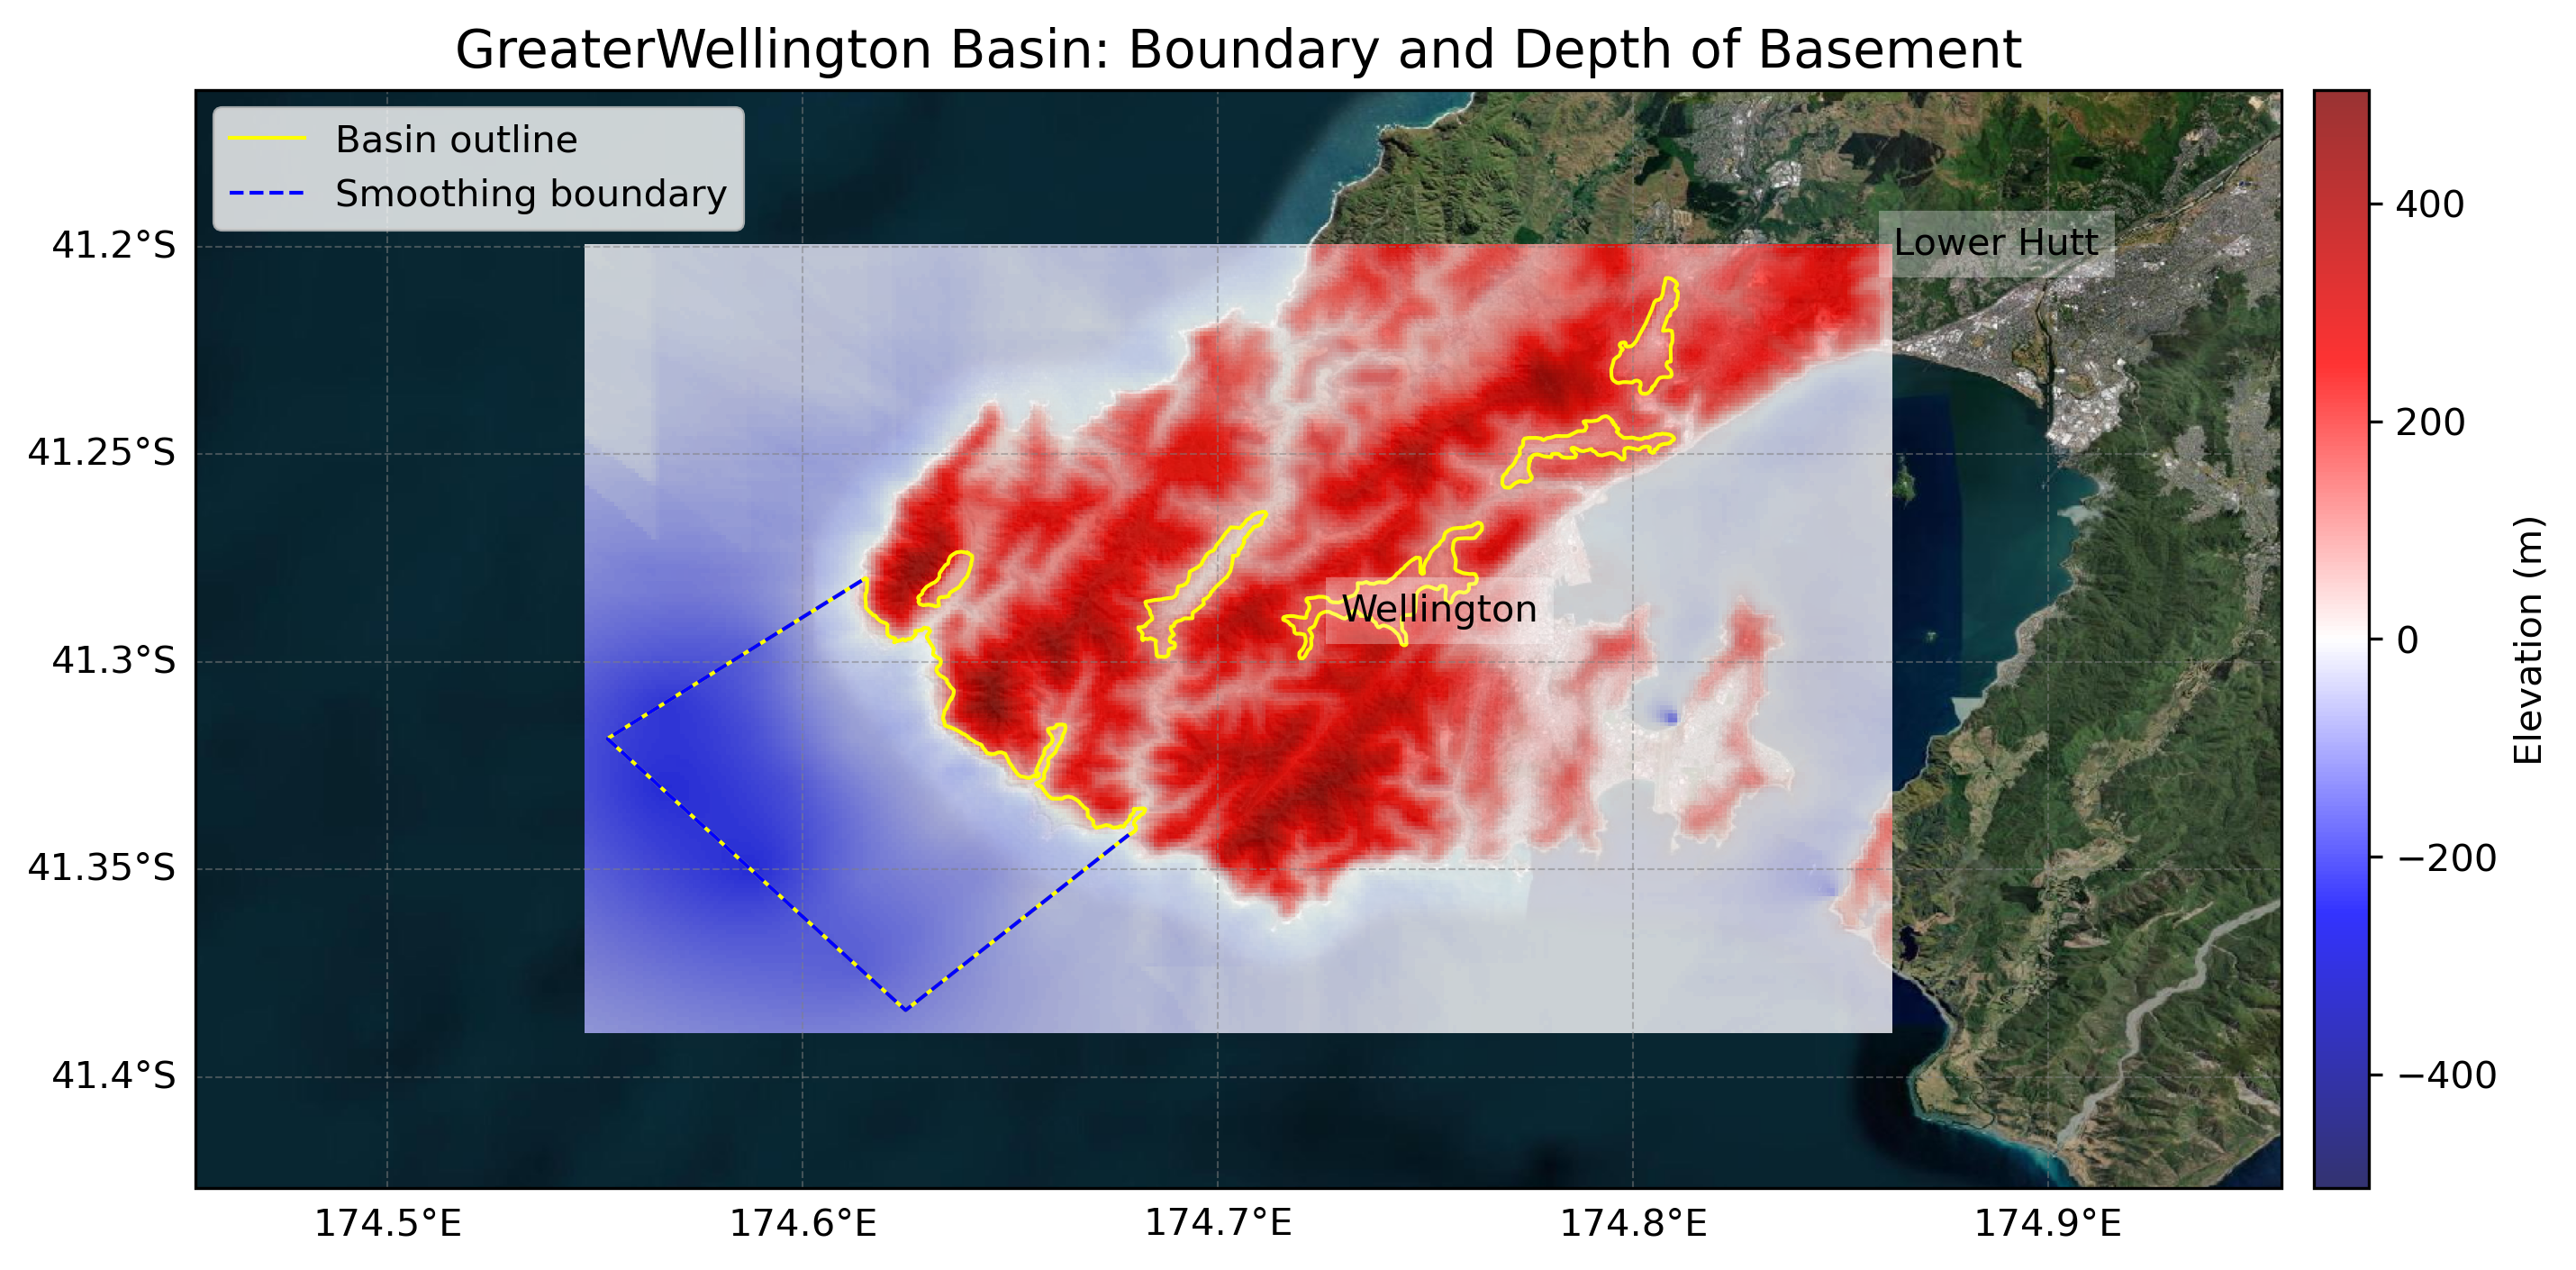 GreaterWellington Basin: Boundary and Depth of Basement
Basin outline
Smoothing boundary
Lower Hutt
Wellington
41.2°S
41.25°S
41.3°S
41.35°S
41.4°S
174.5°E
174.6°E
174.7°E
174.8°E
174.9°E
400
200
0
−200
−400
Elevation (m)